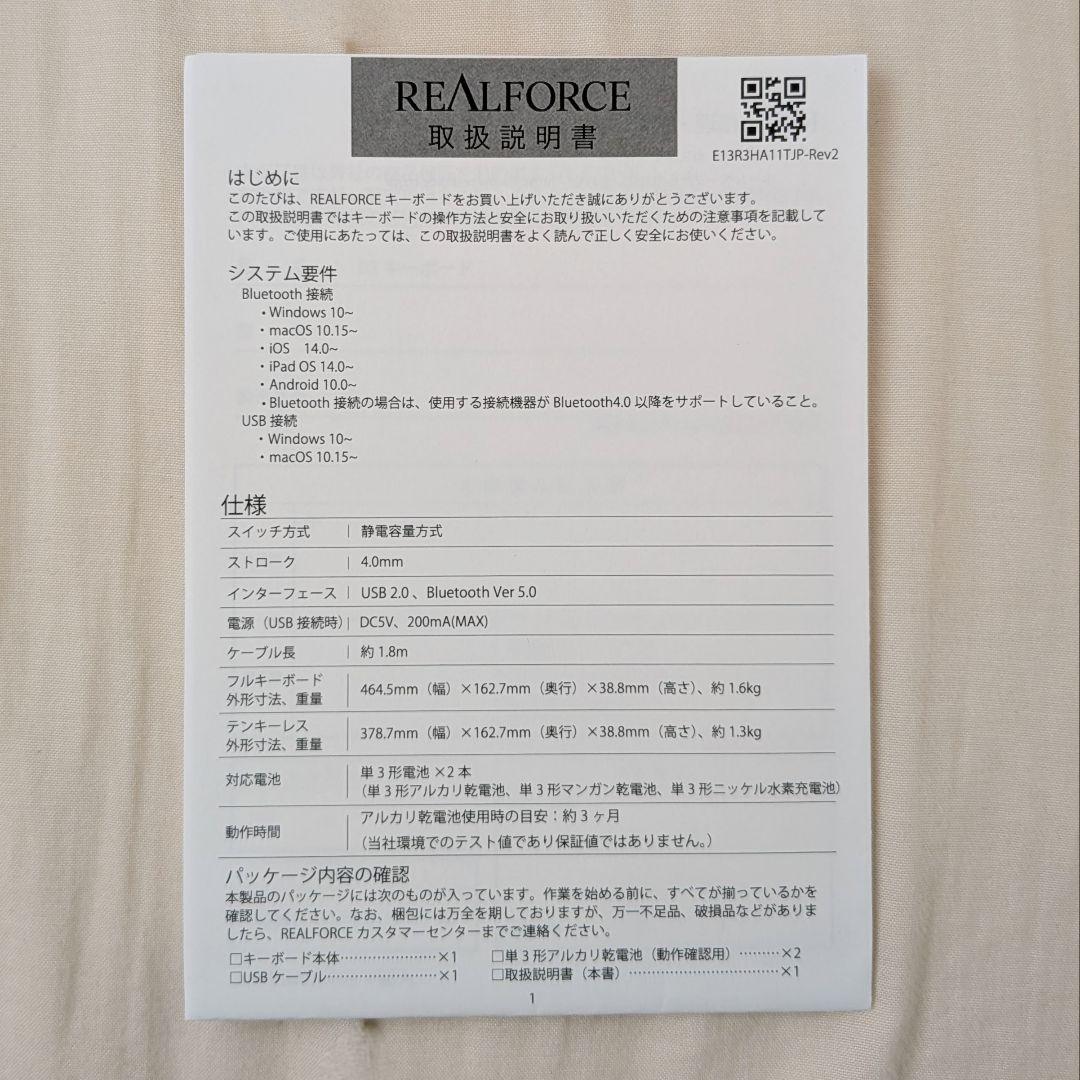 REALFORCE
取扱説明書
E13R3HA11TJP-Rev2
はじめに
このたびは、REALFORCE キーボードをお買い上げいただき誠にありがとうございます。
この取扱説明書ではキーボードの操作方法と安全にお取り扱いいただくための注意事項を記載して
います。ご使用にあたっては、この取扱説明書をよく読んで正しく安全にお使いください。
システム要件
Bluetooth 接続
・Windows 10~
・macOS 10.15~
・iOS 14.0~
・iPad OS 14.0~
・Android 10.0~
・Bluetooth 接続の場合は、使用する接続機器が Bluetooth4.0 以降をサポートしていること。
USB 接続
・Windows 10~
・macOS 10.15~
仕様
スイッチ方式 | 静電容量方式
ストローク | 4.0mm
インターフェース | USB 2.0 、Bluetooth Ver 5.0
電源（USB 接続時） | DC5V、200mA(MAX)
ケーブル長 | 約 1.8m
フルキーボード
外形寸法、重量 | 464.5mm（幅）×162.7mm（奥行）×38.8mm（高さ）、約 1.6kg
テンキーレス
外形寸法、重量 | 378.7mm（幅）×162.7mm（奥行）×38.8mm（高さ）、約 1.3kg
対応電池 | 単 3 形電池 ×2 本
（単 3 形アルカリ乾電池、単 3 形マンガン乾電池、単 3 形ニッケル水素充電池）
動作時間 | アルカリ乾電池使用時の目安：約 3 ヶ月
（当社環境でのテスト値であり保証値ではありません。）
パッケージ内容の確認
本製品のパッケージには次のものが入っています。作業を始める前に、すべてが揃っているかを
確認してください。なお、梱包には万全を期しておりますが、万一不足品、破損品などがありま
したら、REALFORCE カスタマーセンターまでご連絡ください。
□キーボード本体…………………×1 □単 3 形アルカリ乾電池（動作確認用）………×2
□USB ケーブル……………………×1 □取扱説明書（本書）…………………………×1
1